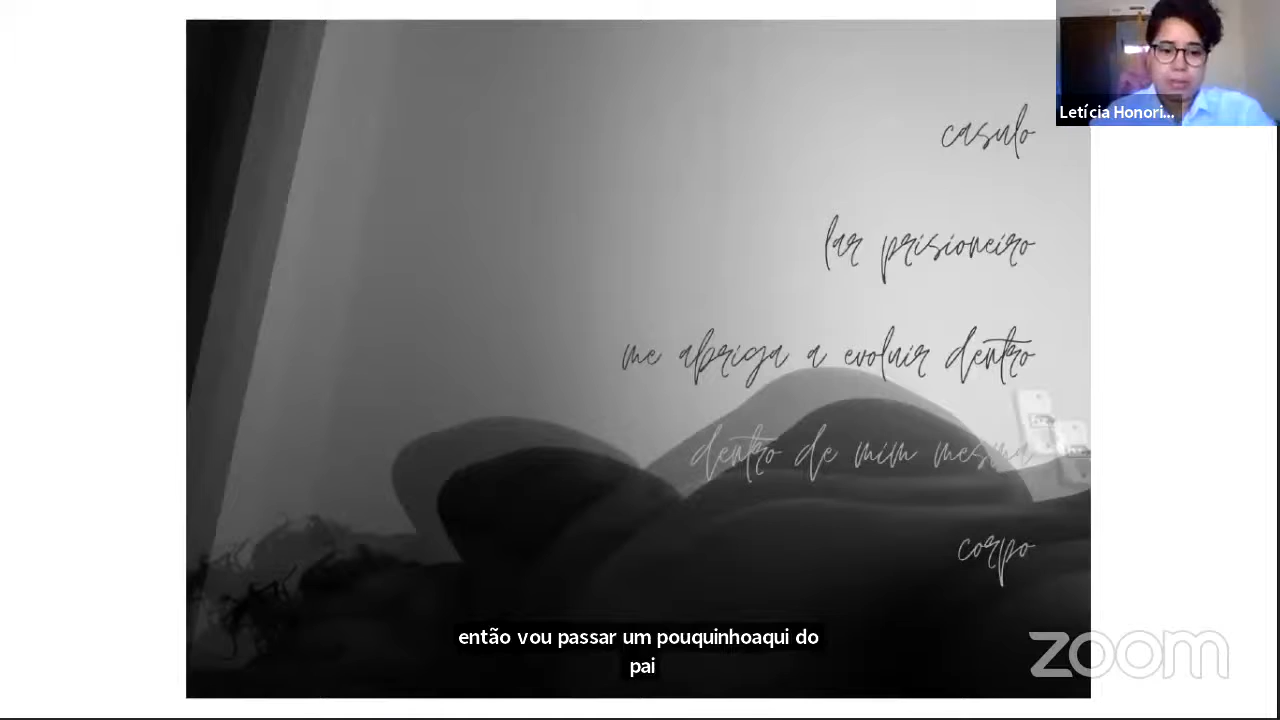 Letícia Honori...
casulo
lar prisioneiro
me abriga a evoluir dentro
dentro de mim mesma
corpo
então vou passar um pouquinhoaqui do
pai
zoom